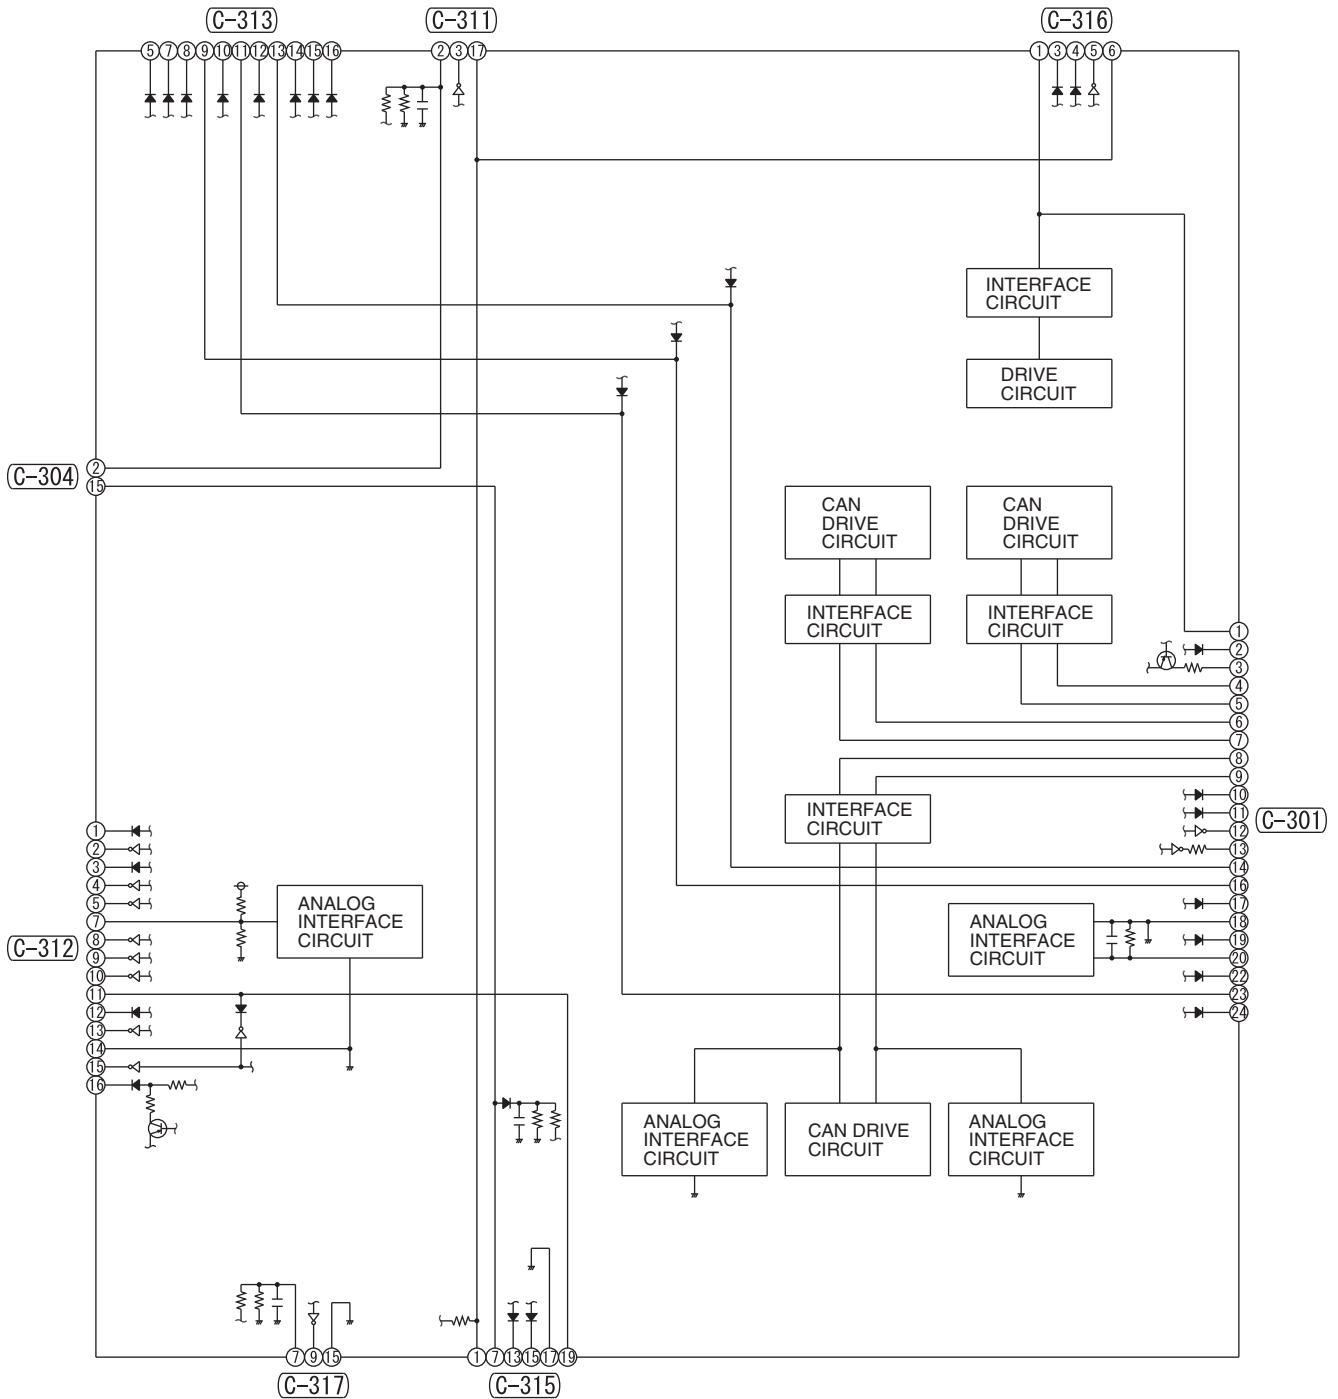 C-313
C-311
C-316
5 7 8 9 10 11 12 13 14 15 16
2 3 17
1 3 4 5 6
INTERFACE
CIRCUIT
DRIVE
CIRCUIT
C-304
2
15
CAN
DRIVE
CIRCUIT
CAN
DRIVE
CIRCUIT
INTERFACE
CIRCUIT
INTERFACE
CIRCUIT
1
2
3
4
5
6
7
8
9
10
11
12
13
14
16
17
18
19
20
22
23
24
C-301
INTERFACE
CIRCUIT
1
2
3
4
5
7
8
9
10
11
12
13
14
15
16
C-312
ANALOG
INTERFACE
CIRCUIT
ANALOG
INTERFACE
CIRCUIT
ANALOG
INTERFACE
CIRCUIT
CAN DRIVE
CIRCUIT
ANALOG
INTERFACE
CIRCUIT
7 9 15
1 7 13 15 17 19
C-317
C-315